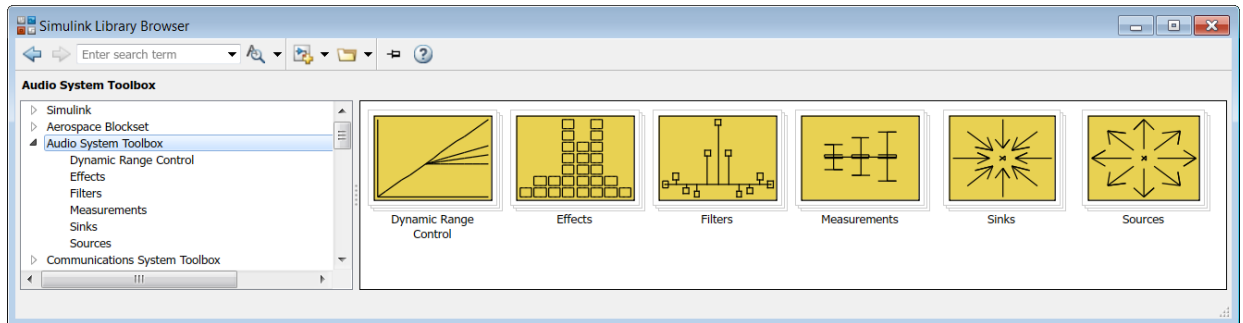 Simulink Library Browser
Enter search term
Audio System Toolbox
Simulink
Aerospace Blockset
Audio System Toolbox
Dynamic Range Control
Effects
Filters
Measurements
Sinks
Sources
Communications System Toolbox
Dynamic Range
Control
Effects
Filters
Measurements
Sinks
Sources